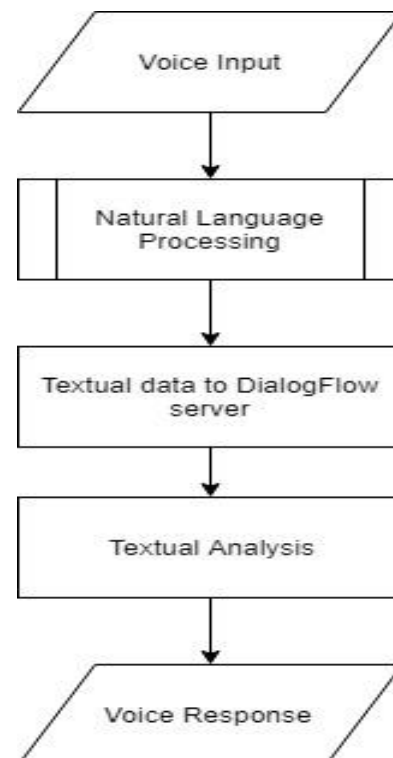 Voice Input
Natural Language
Processing
Textual data to DialogFlow
server
Textual Analysis
Voice Response